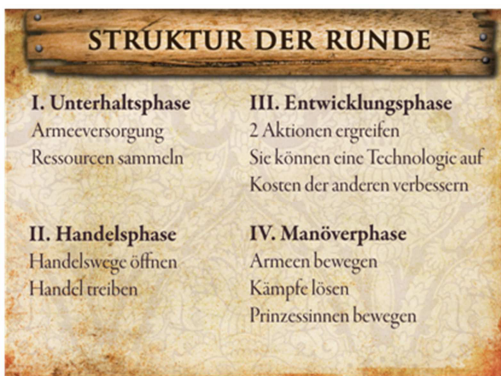 STRUKTUR DER RUNDE
I. Unterhaltsphase
Armeeversorgung
Ressourcen sammeln
II. Handelsphase
Handelswege öffnen
Handel treiben
III. Entwicklungsphase
2 Aktionen ergreifen
Sie können eine Technologie auf
Kosten der anderen verbessern
IV. Manöverphase
Armeen bewegen
Kämpfe lösen
Prinzessinnen bewegen